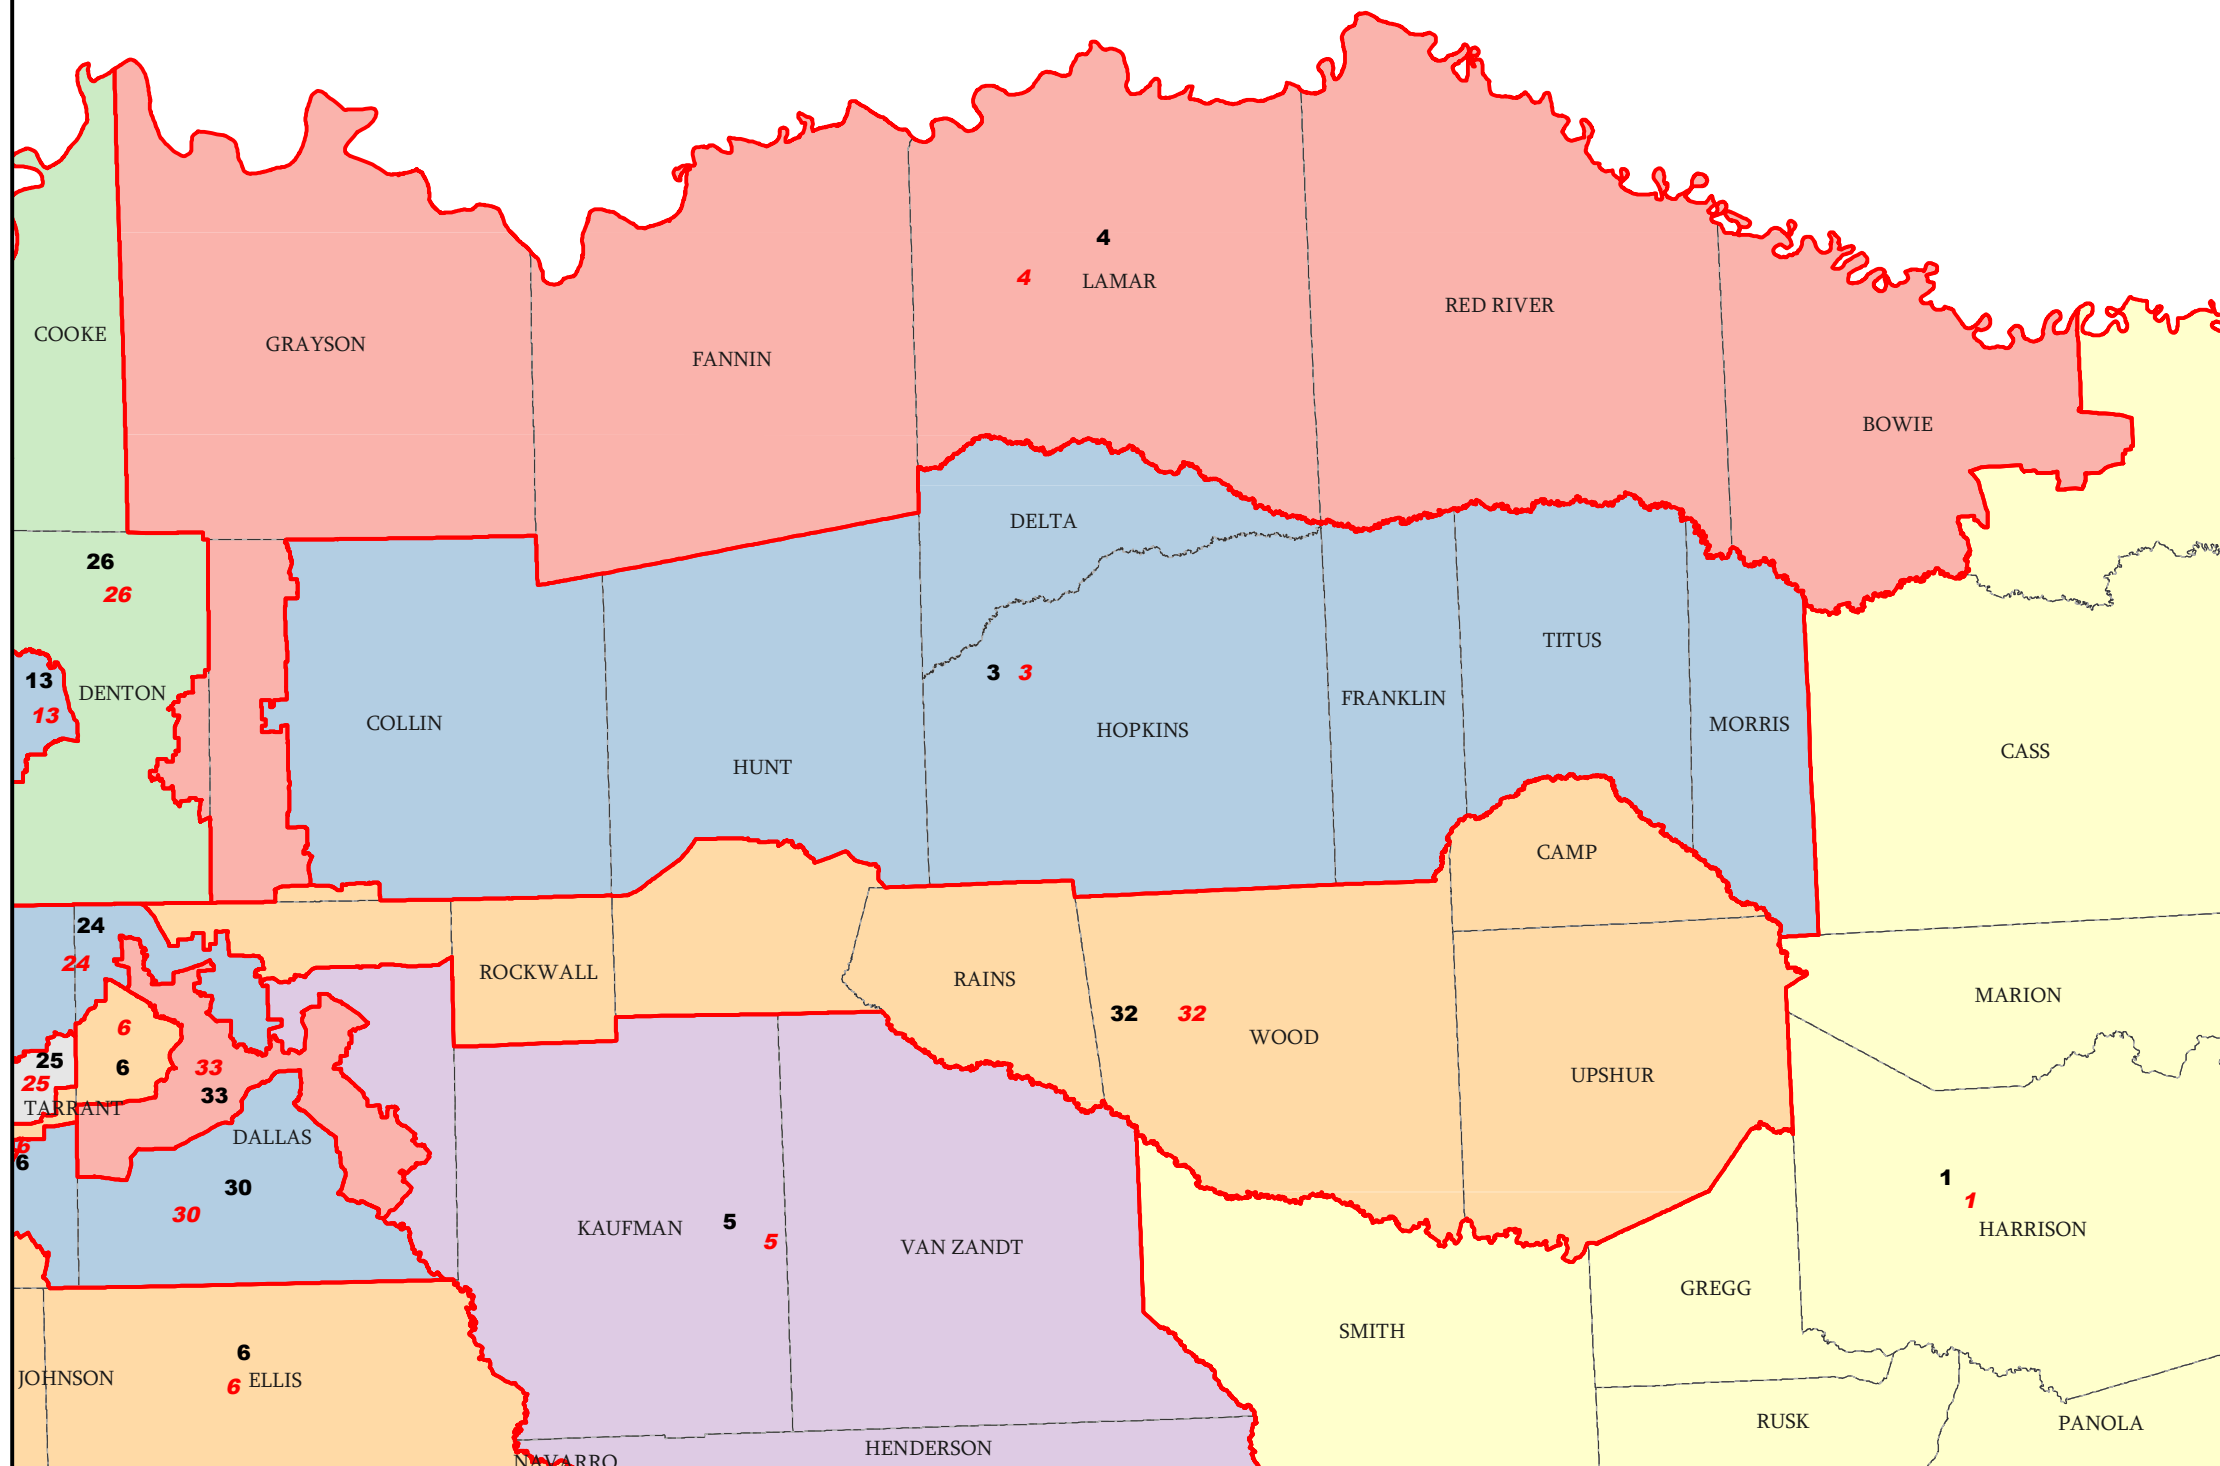 4
4 LAMAR
RED RIVER
COOKE
GRAYSON
FANNIN
BOWIE
DELTA
26
26
TITUS
13
3 3
DENTON
FRANKLIN
13
COLLIN
HOPKINS
MORRIS
HUNT
CASS
CAMP
24
24
ROCKWALL
RAINS
MARION
32 32
6
WOOD
25
6
33
25
UPSHUR
33
TARRANT
DALLAS
6
6
30
1
30
1
KAUFMAN 5
HARRISON
5
VAN ZANDT
GREGG
SMITH
6
JOHNSON
6 ELLIS
RUSK
PANOLA
HENDERSON
NAVARRO